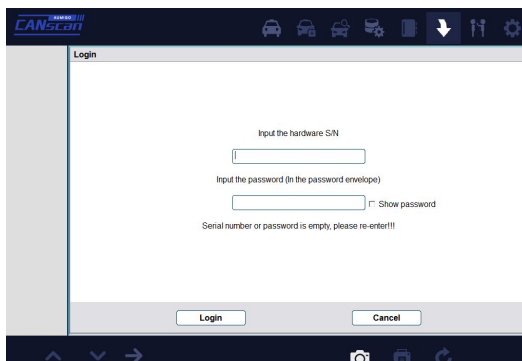 HUMIGO
CANscan
Login
Input the hardware S/N
Input the password (In the password envelope)
Show password
Serial number or password is empty, please re-enter!!!
Login
Cancel